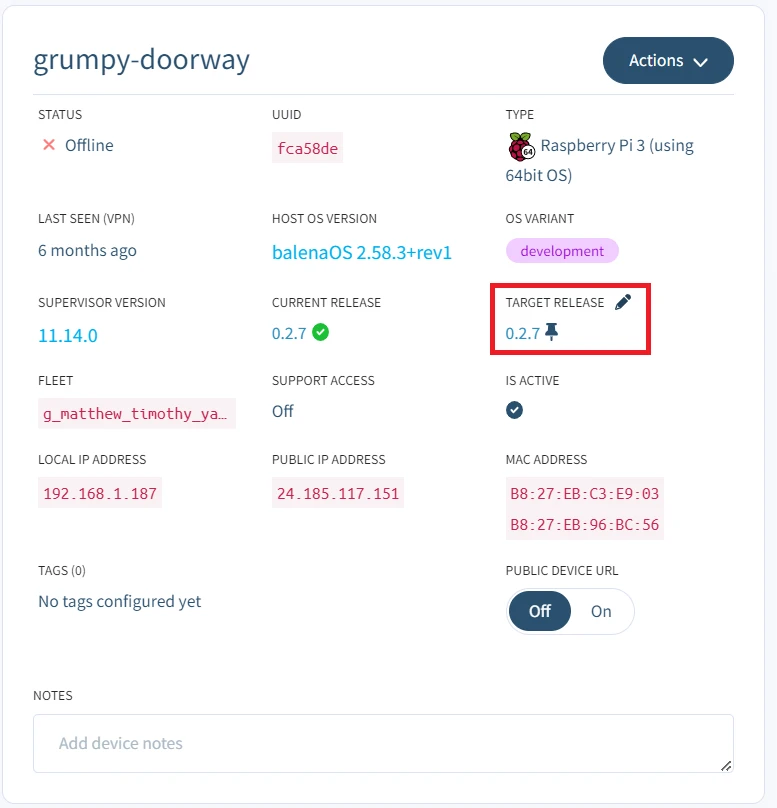 grumpy-doorway
Actions
STATUS
UUID
TYPE
Offline
fca58de
64
Raspberry Pi 3 (using
64bit OS)
LAST SEEN (VPN)
HOST OS VERSION
OS VARIANT
6 months ago
balenaOS 2.58.3+rev1
development
SUPERVISOR VERSION
CURRENT RELEASE
TARGET RELEASE
11.14.0
0.2.7
0.2.7
FLEET
SUPPORT ACCESS
IS ACTIVE
g_matthew_timothy_ya…
Off
LOCAL IP ADDRESS
PUBLIC IP ADDRESS
MAC ADDRESS
192.168.1.187
24.185.117.151
B8:27:EB:C3:E9:03
B8:27:EB:96:BC:56
TAGS (0)
PUBLIC DEVICE URL
No tags configured yet
Off
On
NOTES
Add device notes